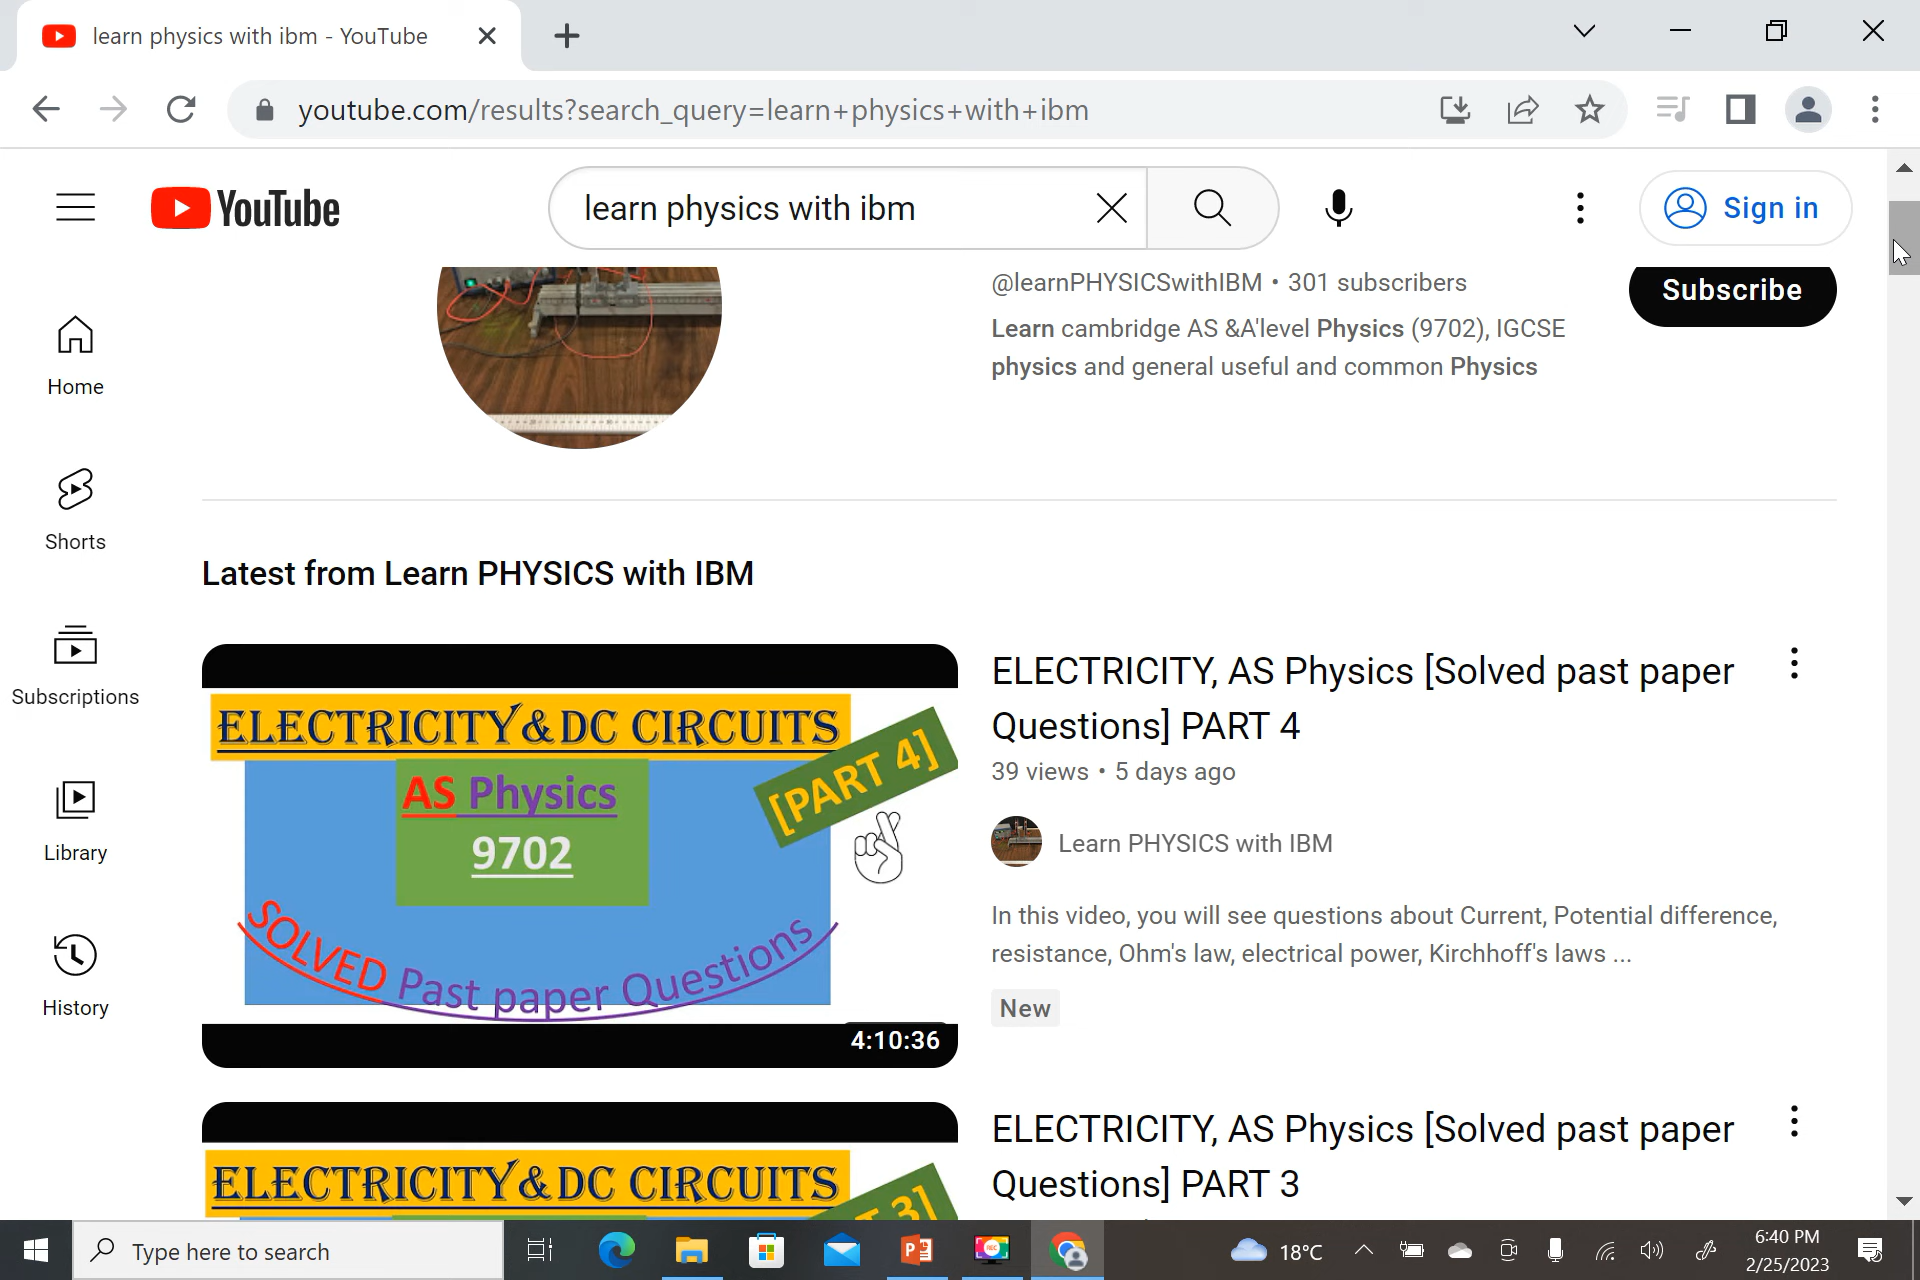 learn physics with ibm - YouTube
youtube.com/results?search_query=learn+physics+with+ibm
YouTube
learn physics with ibm
Sign in
@learnPHYSICSwithIBM • 301 subscribers
Subscribe
Learn cambridge AS &A'level Physics (9702), IGCSE
physics and general useful and common Physics
Home
Shorts
Subscriptions
Library
History
Latest from Learn PHYSICS with IBM
ELECTRICITY & DC CIRCUITS
[PART 4]
AS Physics
9702
SOLVED Past paper Questions
4:10:36
ELECTRICITY, AS Physics [Solved past paper
Questions] PART 4
39 views • 5 days ago
Learn PHYSICS with IBM
In this video, you will see questions about Current, Potential difference,
resistance, Ohm's law, electrical power, Kirchhoff's laws ...
New
ELECTRICITY & DC CIRCUITS
T 3]
ELECTRICITY, AS Physics [Solved past paper
Questions] PART 3
Type here to search
REC
18°C
6:40 PM
2/25/2023